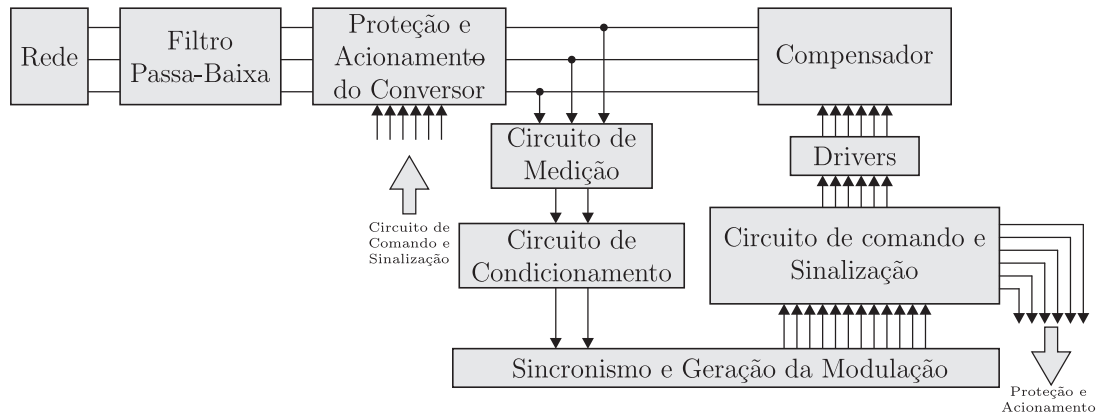 Rede
Filtro
Passa-Baixa
Proteção e
Acionamento
do Conversor
Compensador
Circuito de
Medição
Drivers
Circuito de
Comando e
Sinalização
Circuito de
Condicionamento
Circuito de comando e
Sinalização
Sincronismo e Geração da Modulação
Proteção e
Acionamento